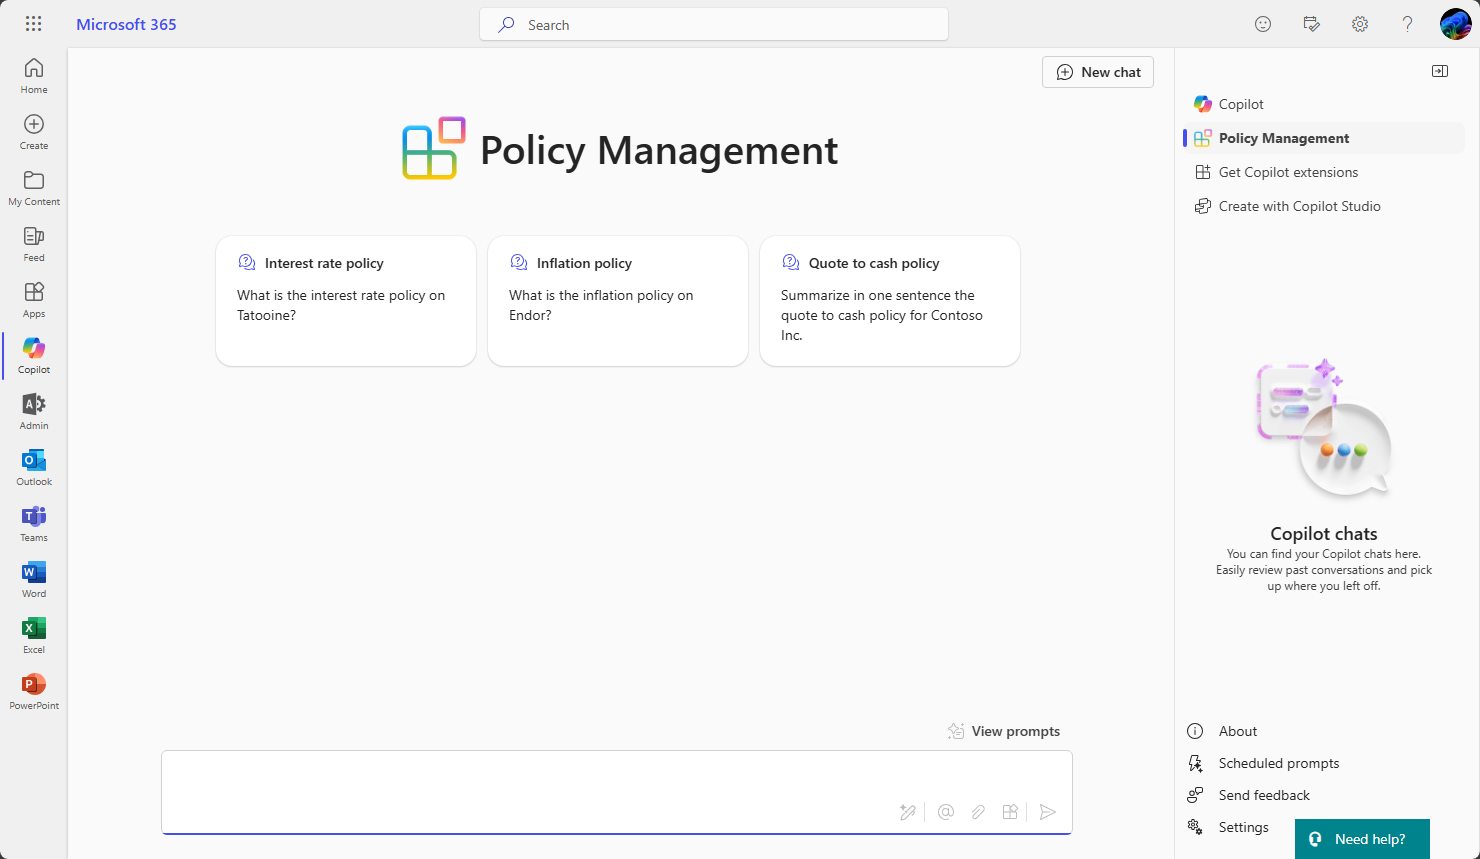 Microsoft 365
Search
Home
Create
My Content
Feed
Apps
Copilot
Admin
Outlook
Teams
Word
Excel
PowerPoint
New chat
Policy Management
Interest rate policy
What is the interest rate policy on
Tatooine?
Inflation policy
What is the inflation policy on
Endor?
Quote to cash policy
Summarize in one sentence the
quote to cash policy for Contoso
Inc.
View prompts
Copilot
Policy Management
Get Copilot extensions
Create with Copilot Studio
Copilot chats
You can find your Copilot chats here.
Easily review past conversations and pick
up where you left off.
About
Scheduled prompts
Send feedback
Settings
Need help?